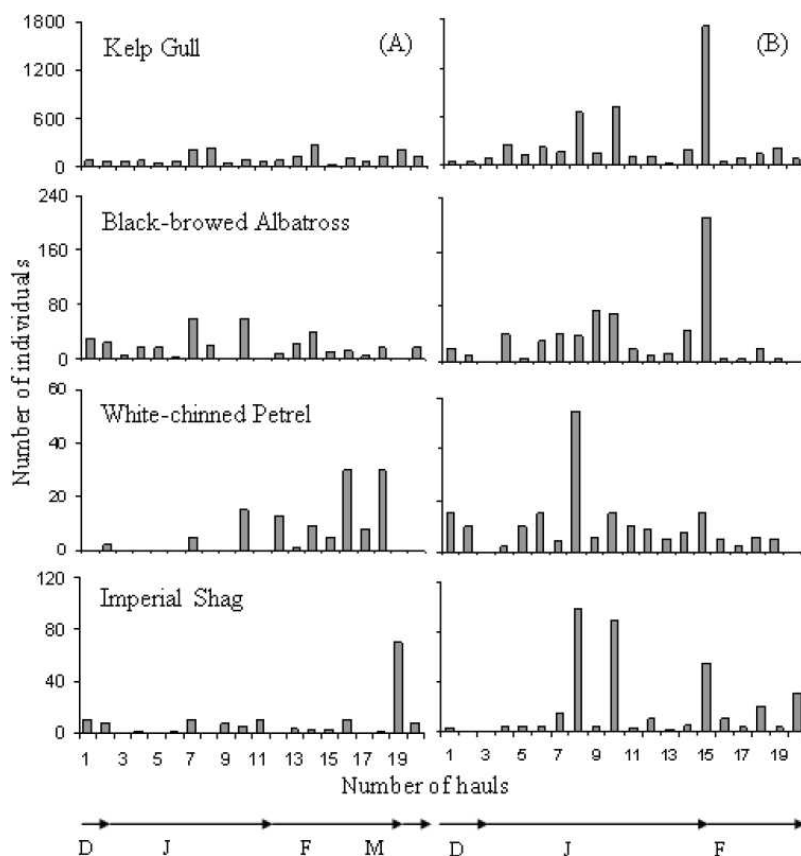 Kelp Gull (A) (B)
1800
1200
600
0
Black-browed Albatross
240
160
80
0
White-chinned Petrel
60
40
20
0
Imperial Shag
120
80
40
0
Number of individuals
1 3 5 7 9 11 13 15 17 19 1 3 5 7 9 11 13 15 17 19
Number of hauls
D J F M D J F